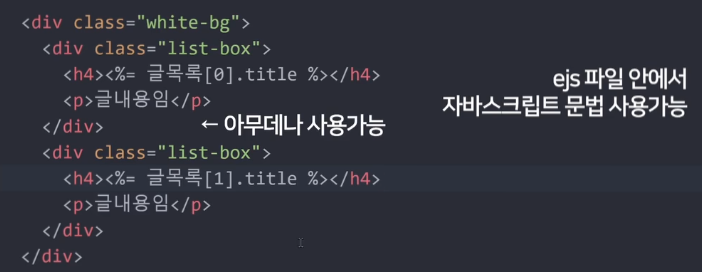 <div class="white-bg">
<div class="list-box">
<h4><%= 글목록[0].title %></h4>
ejs 파일 안에서
<p>글내용임</p>
자바스크립트 문법 사용가능
</div>
← 아무데나 사용가능
<div class="list-box">
<h4><%= 글목록[1].title %></h4>
<p>글내용임</p>
</div>
</div>